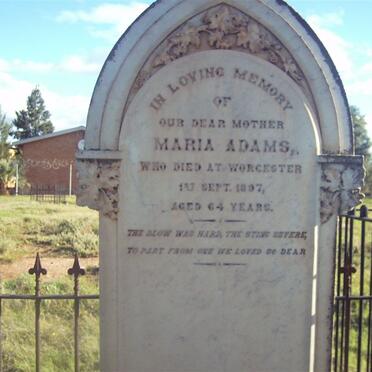 IN LOVING MEMORY
OF
OUR DEAR MOTHER
MARIA ADAMS,
WHO DIED AT WORCESTER
1ST SEPT. 1897,
AGED 64 YEARS.
THE BLOW WAS HARD, THE STING SEVERE,
TO PART FROM ONE WE LOVED SO DEAR